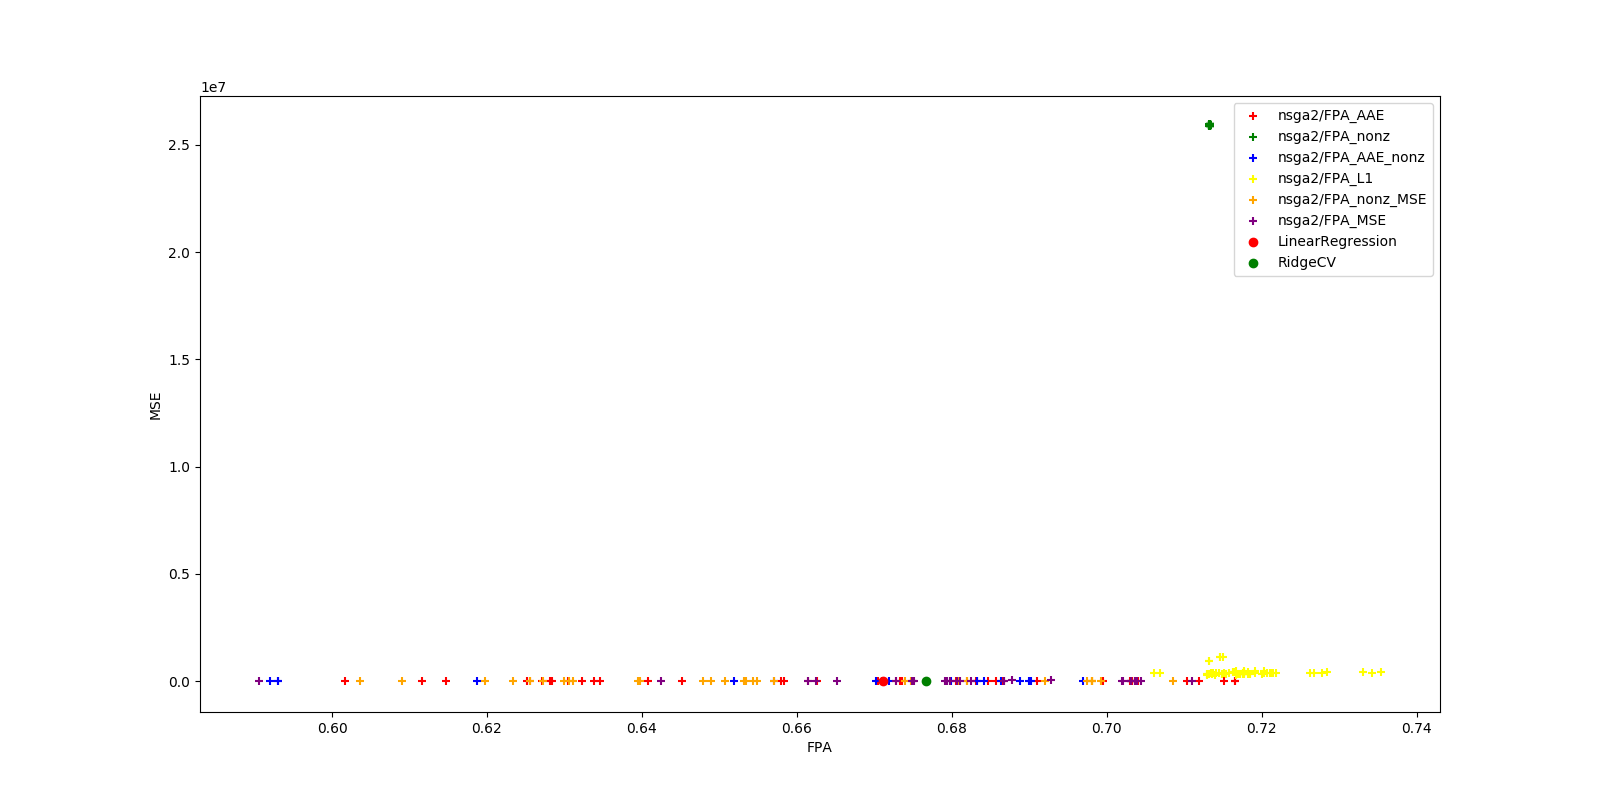 1e7
2.5
2.0
1.5
1.0
0.5
0.0
MSE
0.60 0.62 0.64 0.66 0.68 0.70 0.72 0.74
FPA
nsga2/FPA_AAE
nsga2/FPA_nonz
nsga2/FPA_AAE_nonz
nsga2/FPA_L1
nsga2/FPA_nonz_MSE
nsga2/FPA_MSE
LinearRegression
RidgeCV